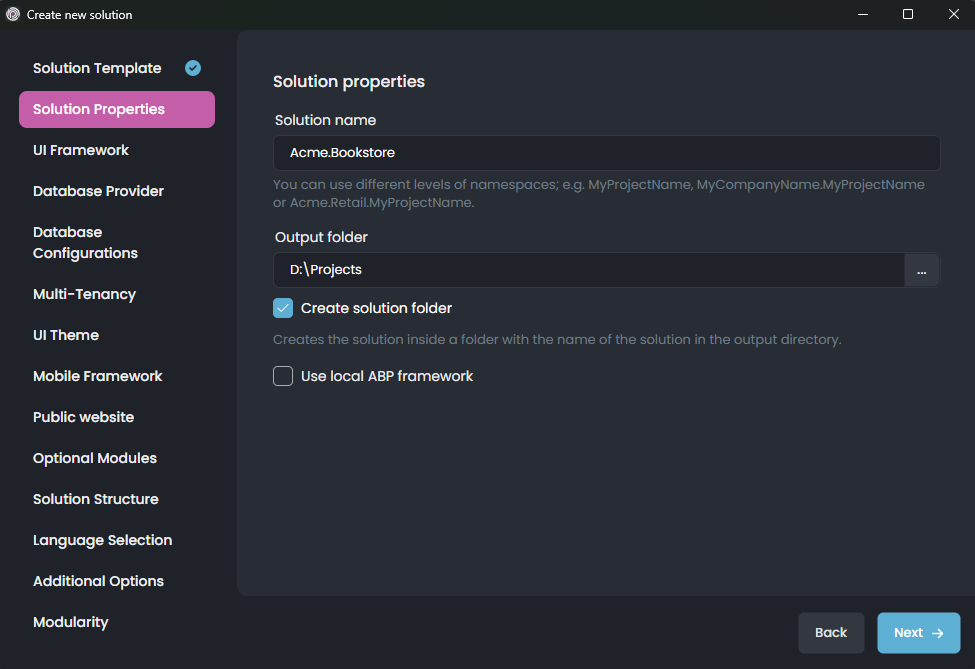 Create new solution
Solution Template
Solution Properties
UI Framework
Database Provider
Database
Configurations
Multi-Tenancy
UI Theme
Mobile Framework
Public website
Optional Modules
Solution Structure
Language Selection
Additional Options
Modularity
Solution properties
Solution name
Acme.Bookstore
You can use different levels of namespaces; e.g. MyProjectName, MyCompanyName.MyProjectName
or Acme.Retail.MyProjectName.
Output folder
D:\Projects
...
Create solution folder
Creates the solution inside a folder with the name of the solution in the output directory.
Use local ABP framework
Back
Next →